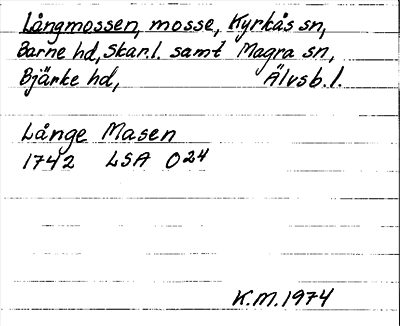 Långmossen, mosse, Kyrkås sn,
Barne hd, Skar.l. samt Magra sn,
Bjärke hd, Älvsb.l.
Långe Masen
1742 LSA O24
K.M.1974